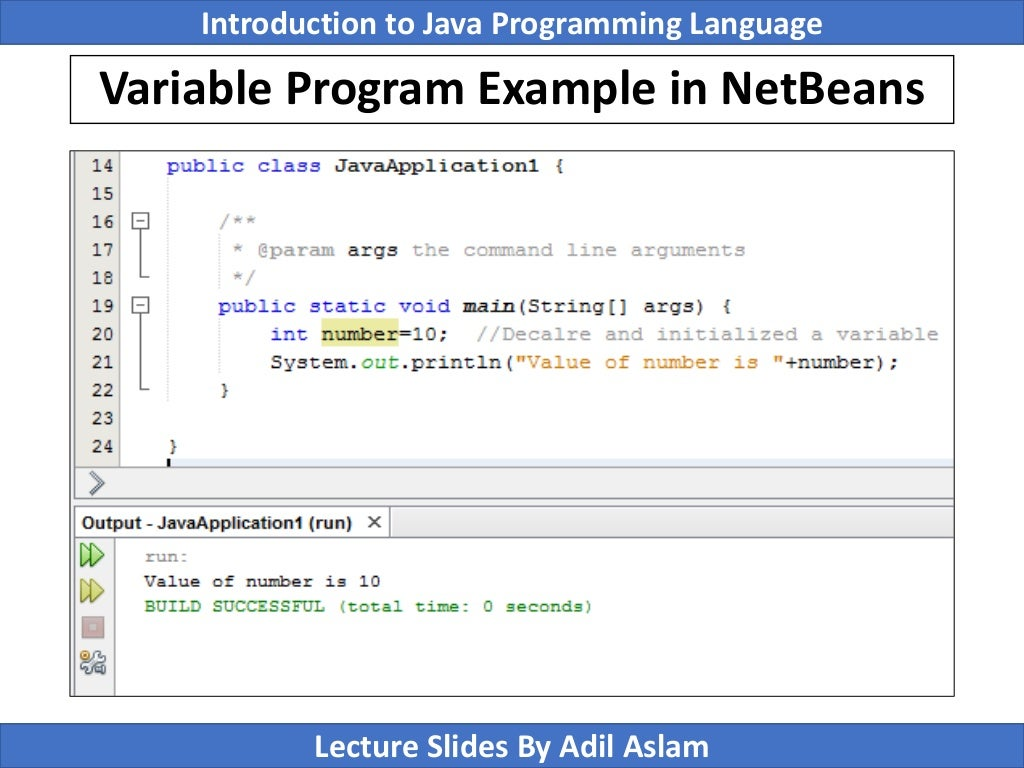 Introduction to Java Programming Language
Variable Program Example in NetBeans
14 public class JavaApplication1 {
15
16 /**
17 * @param args the command line arguments
18 */
19 public static void main(String[] args) {
20 int number=10; //Decalre and initialized a variable
21 System.out.println("Value of number is "+number);
22 }
23
24 }
Output - JavaApplication1 (run)
run:
Value of number is 10
BUILD SUCCESSFUL (total time: 0 seconds)
Lecture Slides By Adil Aslam